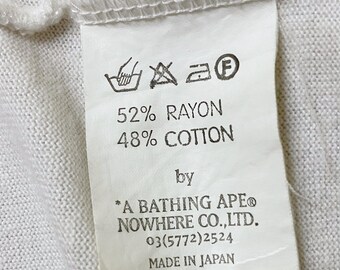 F
52% RAYON
48% COTTON
by
*A BATHING APE®
NOWHERE CO.,LTD.
03(5772)2524
MADE IN JAPAN